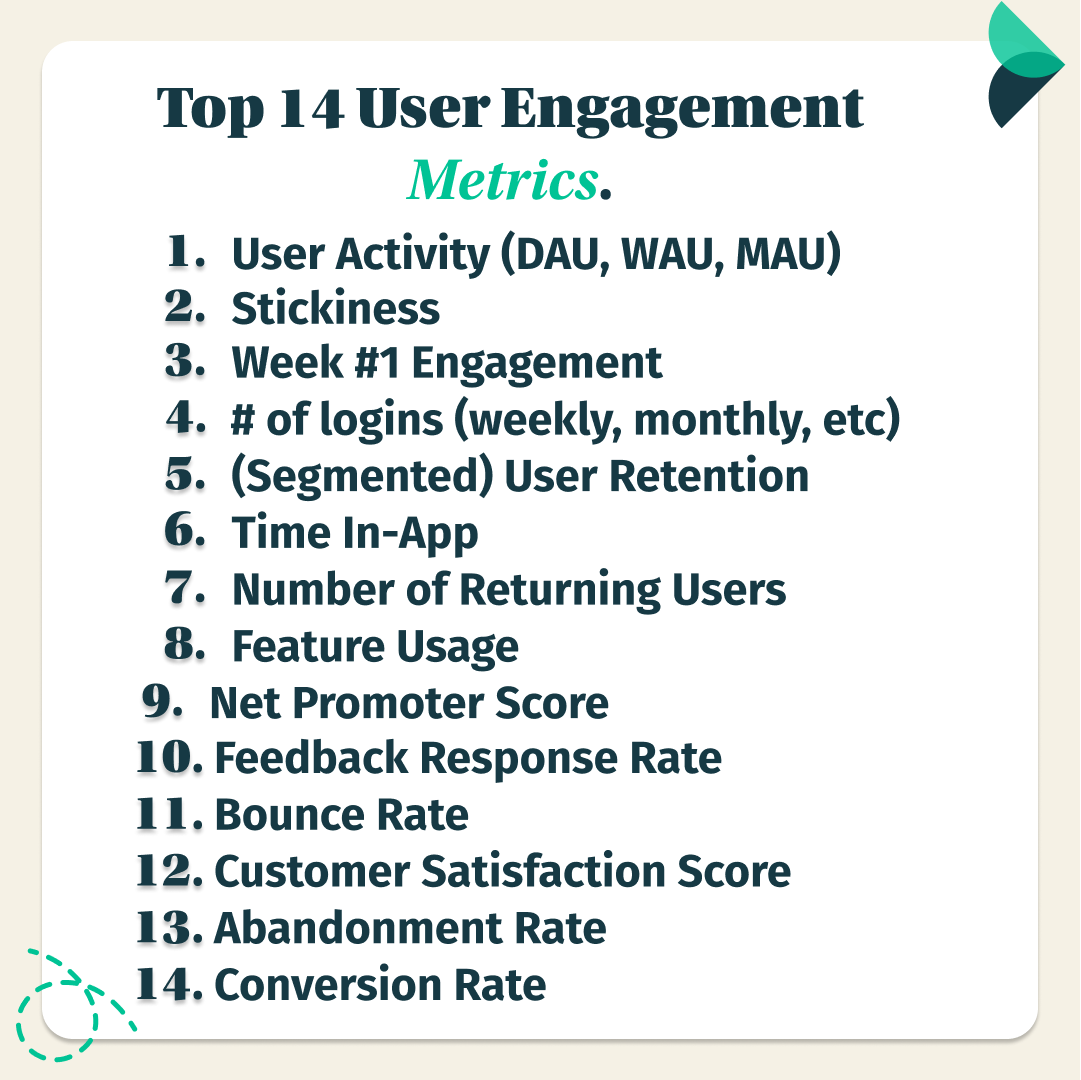 Top 14 User Engagement
Metrics.
1. User Activity (DAU, WAU, MAU)
2. Stickiness
3. Week #1 Engagement
4. # of logins (weekly, monthly, etc)
5. (Segmented) User Retention
6. Time In-App
7. Number of Returning Users
8. Feature Usage
9. Net Promoter Score
10. Feedback Response Rate
11. Bounce Rate
12. Customer Satisfaction Score
13. Abandonment Rate
14. Conversion Rate